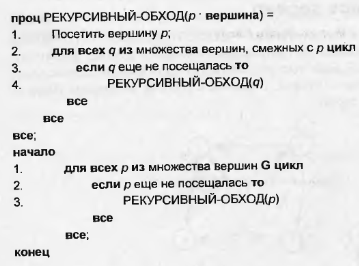 проц РЕКУРСИВНЫЙ-ОБХОД(p · вершина) =
1. Посетить вершину p;
2. для всех q из множества вершин, смежных с p цикл
3. если q еще не посещалась то
4. РЕКУРСИВНЫЙ-ОБХОД(q)
все
все
все;
начало
1. для всех p из множества вершин G цикл
2. если p еще не посещалась то
3. РЕКУРСИВНЫЙ-ОБХОД(p)
все
все;
конец